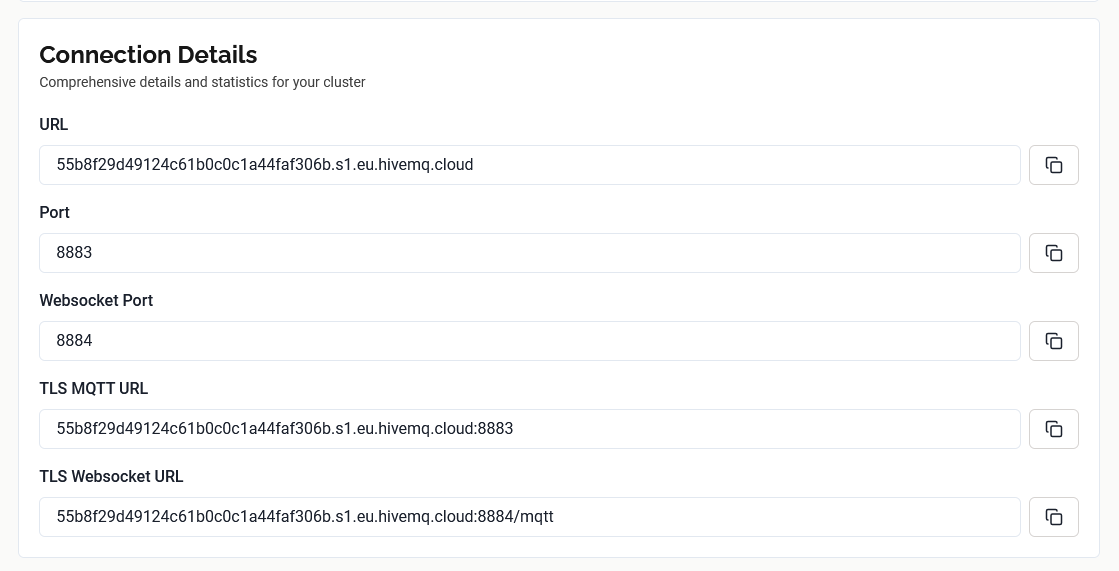 Connection Details
Comprehensive details and statistics for your cluster
URL
55b8f29d49124c61b0c0c1a44faf306b.s1.eu.hivemq.cloud
Port
8883
Websocket Port
8884
TLS MQTT URL
55b8f29d49124c61b0c0c1a44faf306b.s1.eu.hivemq.cloud:8883
TLS Websocket URL
55b8f29d49124c61b0c0c1a44faf306b.s1.eu.hivemq.cloud:8884/mqtt